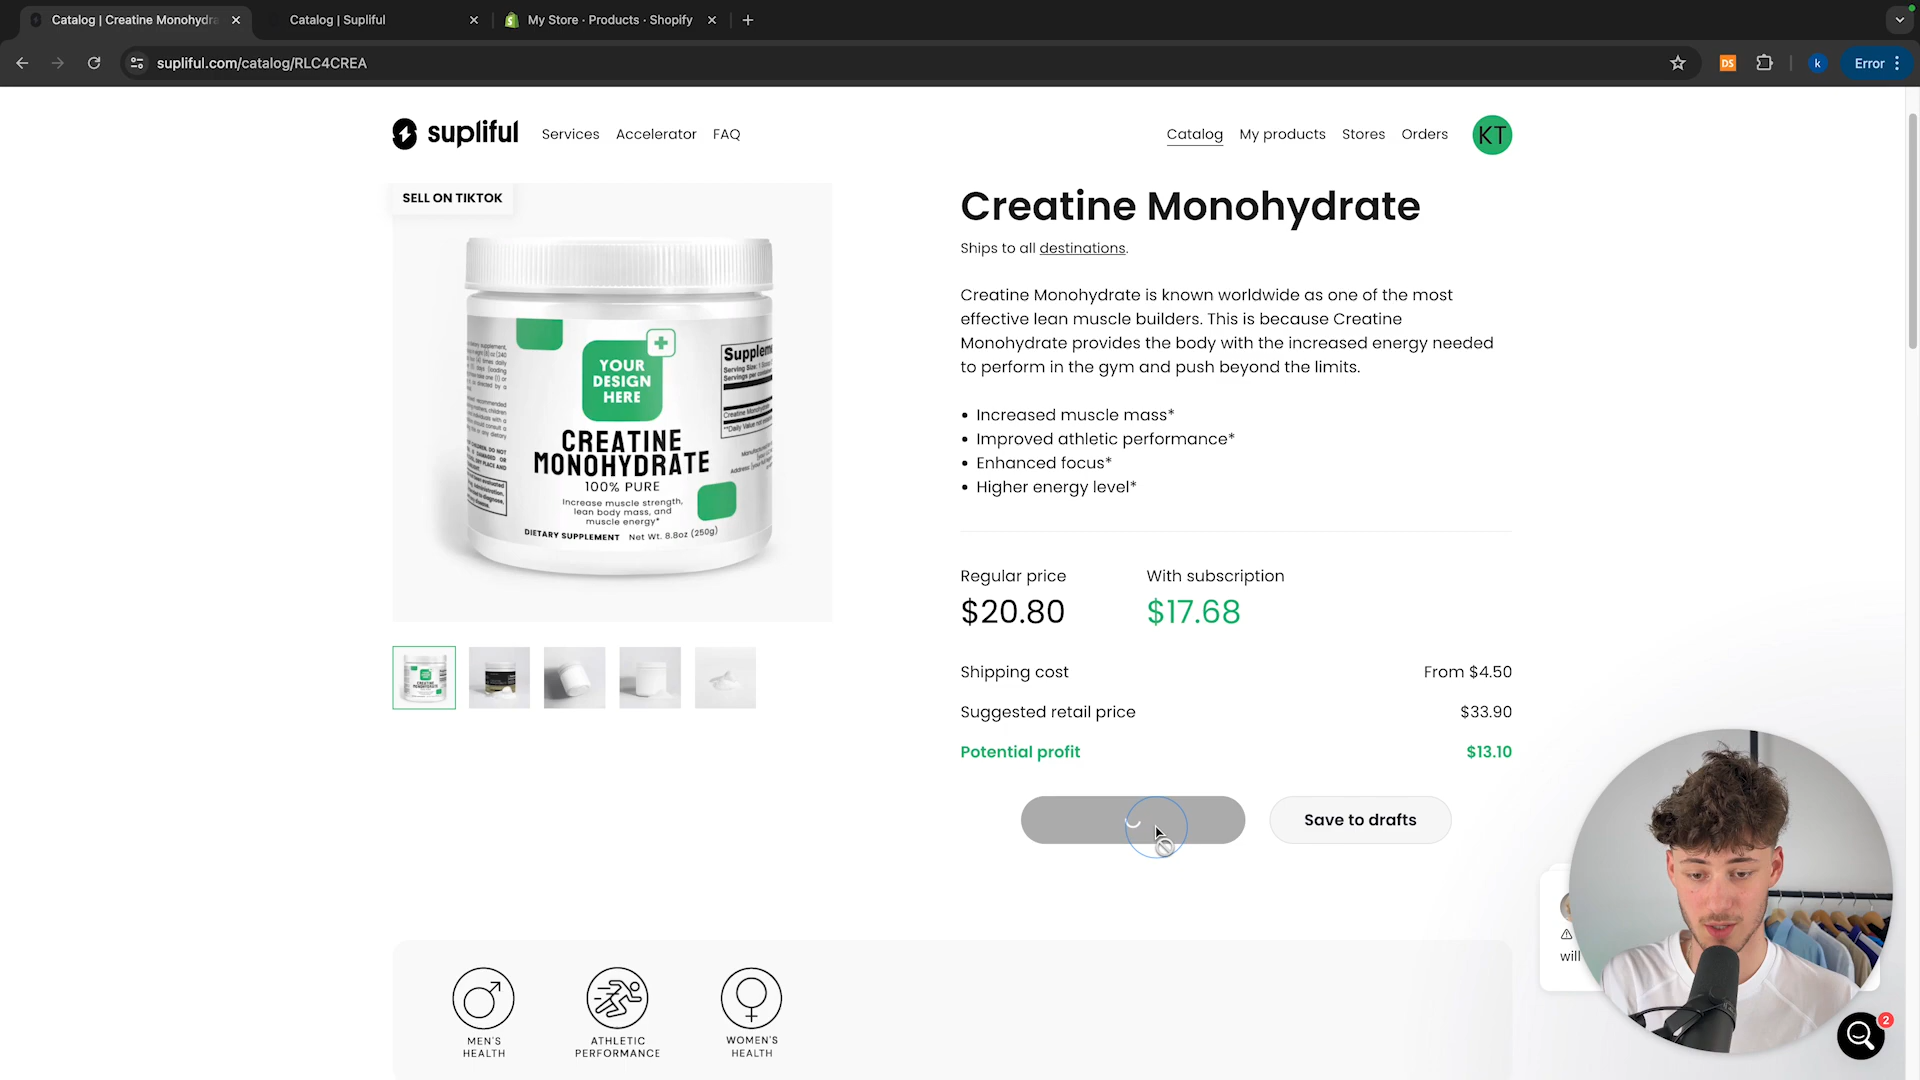 Catalog | Creatine Monohydra
Catalog | Supliful
My Store · Products · Shopify
supliful.com/catalog/RLC4CREA
DS
k
Error
supliful
Services
Accelerator
FAQ
Catalog
My products
Stores
Orders
KT
SELL ON TIKTOK
YOUR
DESIGN
HERE
CREATINE
MONOHYDRATE
100% PURE
Increase muscle strength,
lean body mass, and
muscle energy*
DIETARY SUPPLEMENT Net Wt. 8.8oz (250g)
Creatine Monohydrate
Ships to all destinations.
Creatine Monohydrate is known worldwide as one of the most
effective lean muscle builders. This is because Creatine
Monohydrate provides the body with the increased energy needed
to perform in the gym and push beyond the limits.
• Increased muscle mass*
• Improved athletic performance*
• Enhanced focus*
• Higher energy level*
Regular price
With subscription
$20.80
$17.68
Shipping cost
From $4.50
Suggested retail price
$33.90
Potential profit
$13.10
Save to drafts
will
2
MEN'S
HEALTH
ATHLETIC
PERFORMANCE
WOMEN'S
HEALTH